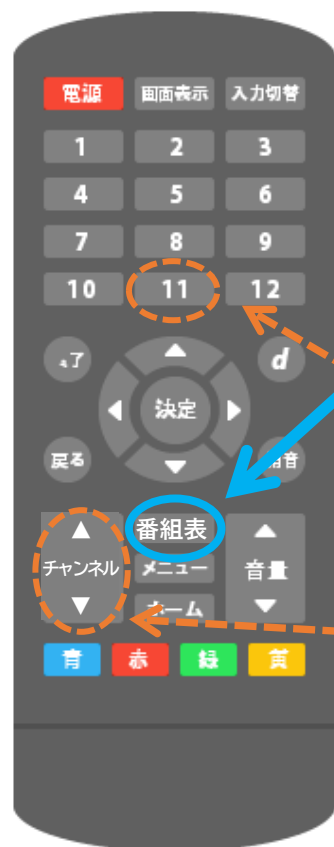 電源 画面表示 入力切替
1 2 3
4 5 6
7 8 9
10 11 12
d
決定
戻る
番組表
チャンネル メニュー 音量
ホーム
青 赤 緑 黄